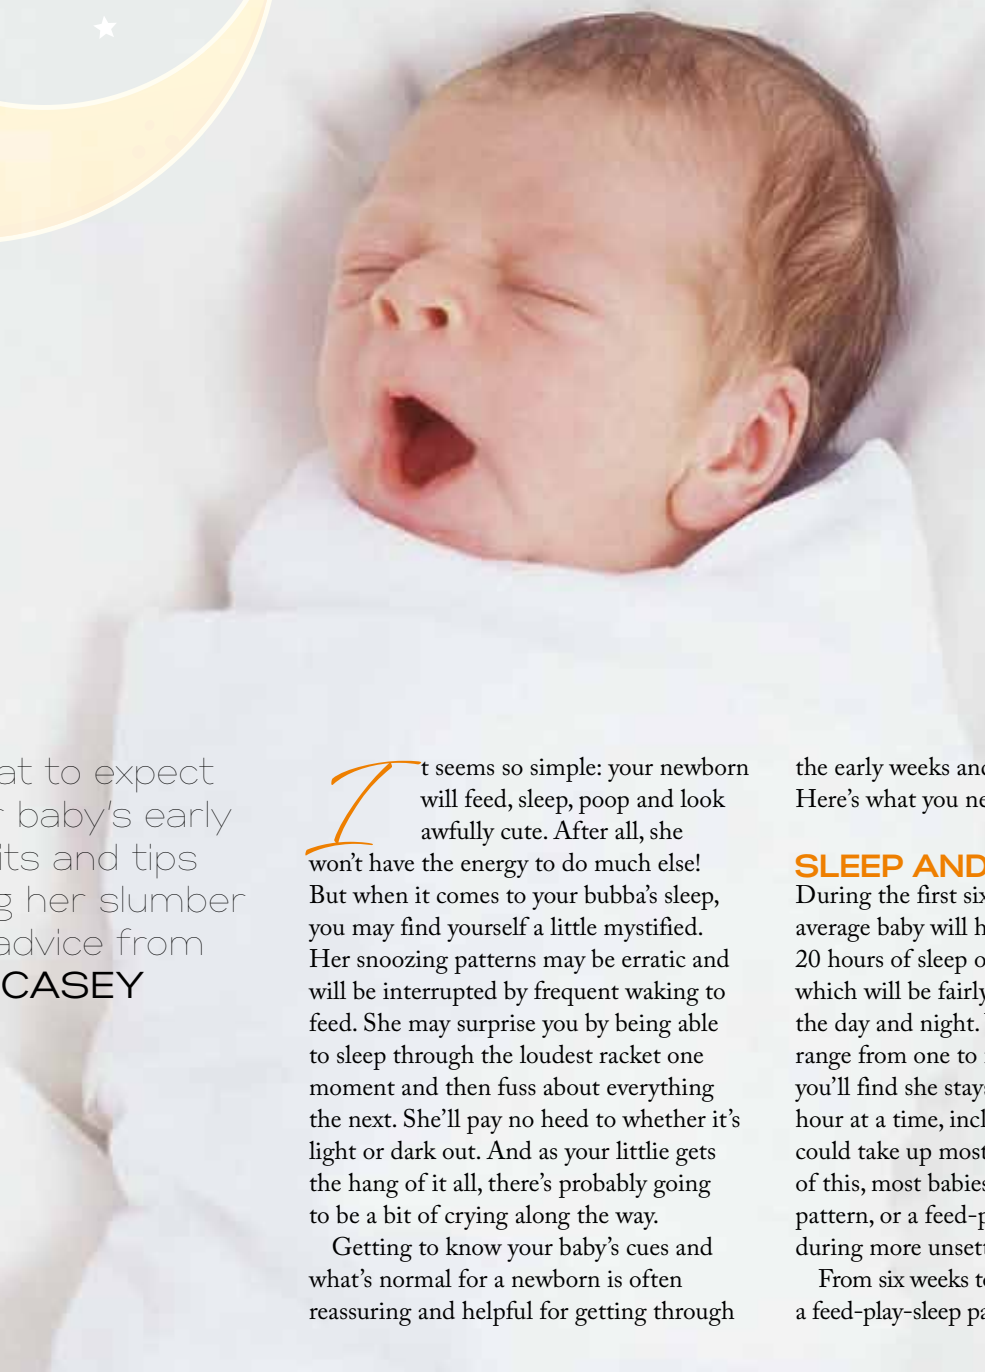 at to expect
baby's early
its and tips
her slumber
advice from
CASEY
It seems so simple: your newborn
will feed, sleep, poop and look
awfully cute. After all, she
won't have the energy to do much else!
But when it comes to your bubba's sleep,
you may find yourself a little mystified.
Her snoozing patterns may be erratic and
will be interrupted by frequent waking to
feed. She may surprise you by being able
to sleep through the loudest racket one
moment and then fuss about everything
the next. She'll pay no heed to whether it's
light or dark out. And as your littlie gets
the hang of it all, there's probably going
to be a bit of crying along the way.
Getting to know your baby's cues and
what's normal for a newborn is often
reassuring and helpful for getting through
the early weeks and
Here's what you ne
SLEEP AND
During the first six
average baby will h
20 hours of sleep o
which will be fairly
the day and night.
range from one to
you'll find she stay
hour at a time, incl
could take up most
of this, most babies
pattern, or a feed-p
during more unsett
From six weeks to
a feed-play-sleep pa